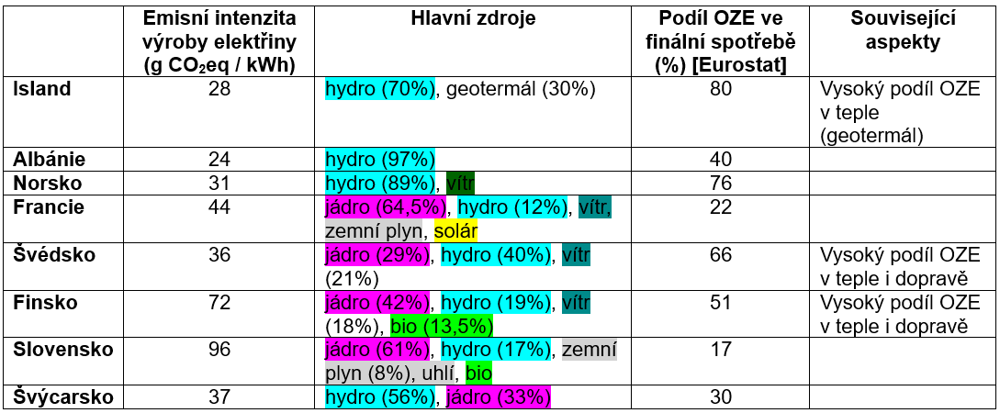 Emisní intenzita výroby elektřiny (g CO₂eq / kWh) Hlavní zdroje Podíl OZE ve finální spotřebě (%) [Eurostat] Související aspekty
Island 28 hydro (70%), geotermál (30%) 80 Vysoký podíl OZE
v teple
(geotermál)
Albánie 24 hydro (97%) 40
Norsko 31 hydro (89%), vítr 76
Francie 44 jádro (64,5%), hydro (12%), vítr, 22
zemní plyn, solár
Švédsko 36 jádro (29%), hydro (40%), vítr 66 Vysoký podíl OZE
(21%) v teple i dopravě
Finsko 72 jádro (42%), hydro (19%), vítr 51 Vysoký podíl OZE
(18%), bio (13,5%) v teple i dopravě
Slovensko 96 jádro (61%), hydro (17%), zemní 17
plyn (8%), uhlí, bio
Švýcarsko 37 hydro (56%), jádro (33%) 30